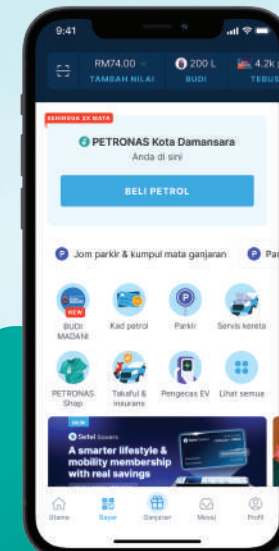 9:41
RM74.00
200 L
4.2k
TAMBAH NILAI
BUDI
TEBUS
SEHINGGA 3X MATA
PETRONAS Kota Damansara
Anda di sini
BELI PETROL
P Jom parkir & kumpul mata ganjaran
P Par
NEW
BUDI MADANI
Kad petrol
P
Parkir
Servis kereta
PETRONAS Shop
Takaful & insurans
Pengecas EV
Lihat semua
NEW
Setel Savers
A smarter lifestyle &
mobility membership
with real savings
Utama
Bayar
Ganjaran
Mesej
Profil